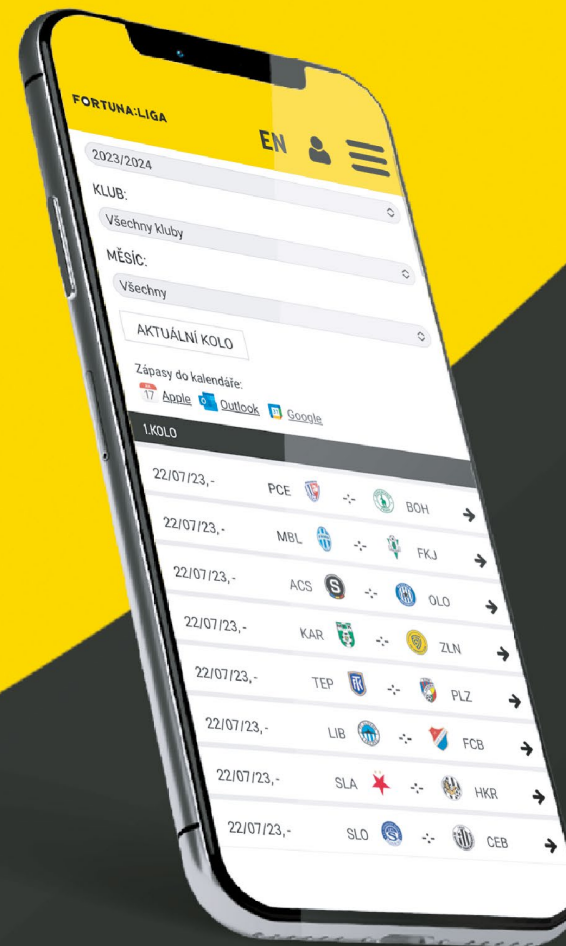 FORTUNA:LIGA
EN
2023/2024
KLUB:
Všechny kluby
MĚSÍC:
Všechny
AKTUÁLNÍ KOLO
Zápasy do kalendáře:
17 Apple Outlook Google
1.KOLO
22/07/23,- PCE -:- BOH
22/07/23,- MBL -:- FKJ
22/07/23,- ACS S -:- OLO
22/07/23,- KAR -:- ZLN
22/07/23,- TEP -:- PLZ
22/07/23,- LIB -:- FCB
22/07/23,- SLA -:- HKR
22/07/23,- SLO -:- CEB